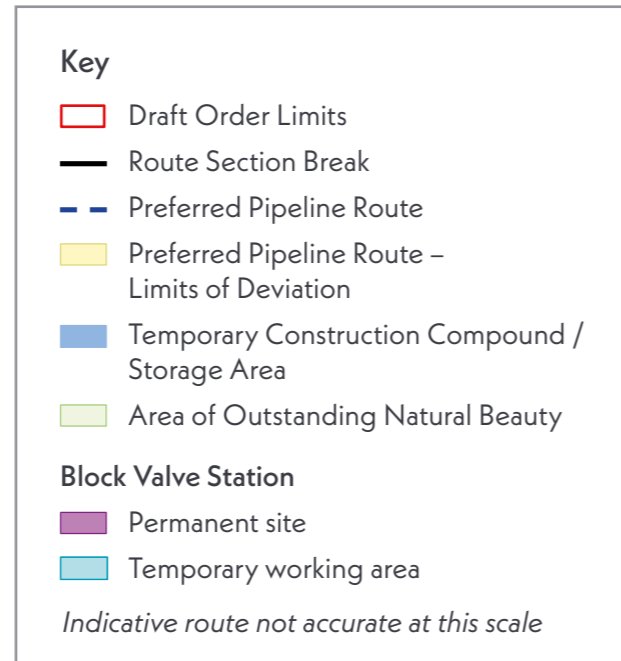 Key
Draft Order Limits
Route Section Break
Preferred Pipeline Route
Preferred Pipeline Route –
Limits of Deviation
Temporary Construction Compound /
Storage Area
Area of Outstanding Natural Beauty
Block Valve Station
Permanent site
Temporary working area
Indicative route not accurate at this scale